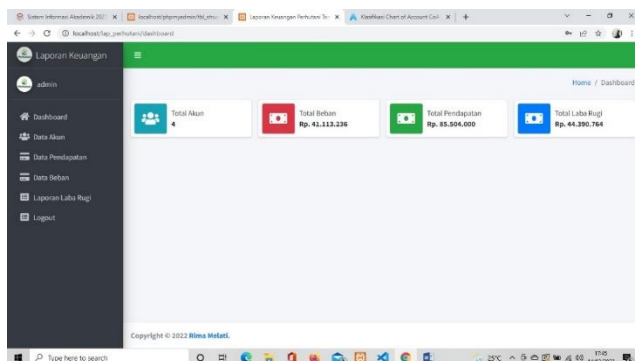 Sistem Informasi Akademik 202
localhost/phpmyadmin/tbl_
Laporan Keuangan Perhutani Te
Klasifikasi Chart of Account CoA
localhost/lap_perhutani/dashboard
Laporan Keuangan
admin
Home / Dashboard
Dashboard
Data Akun
Data Pendapatan
Data Beban
Laporan Laba Rugi
Logout
Total Akun
4
Total Beban
Rp. 41.113.236
Total Pendapatan
Rp. 85.504.000
Total Laba Rugi
Rp. 44.390.764
Copyright © 2022 Rima Melati.
Type here to search
25°C
17:45